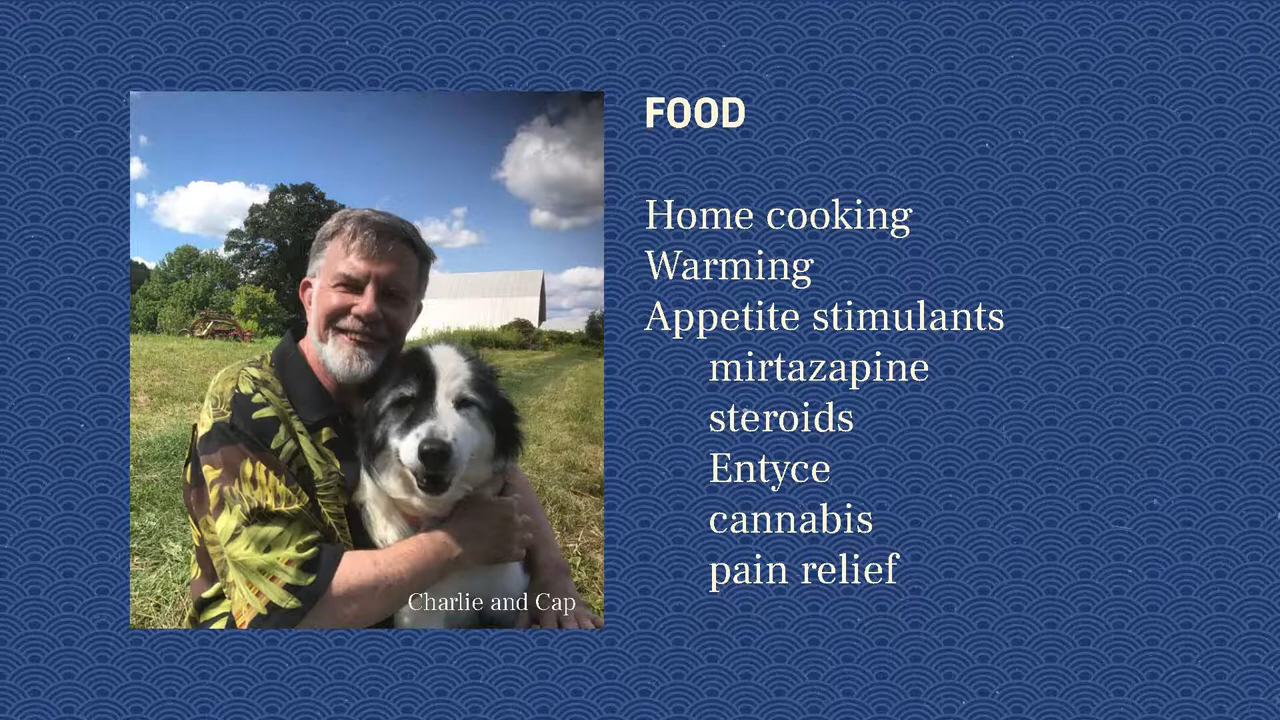 FOOD
Home cooking
Warming
Appetite stimulants
mirtazapine
steroids
Entyce
cannabis
pain relief
Charlie and Cap